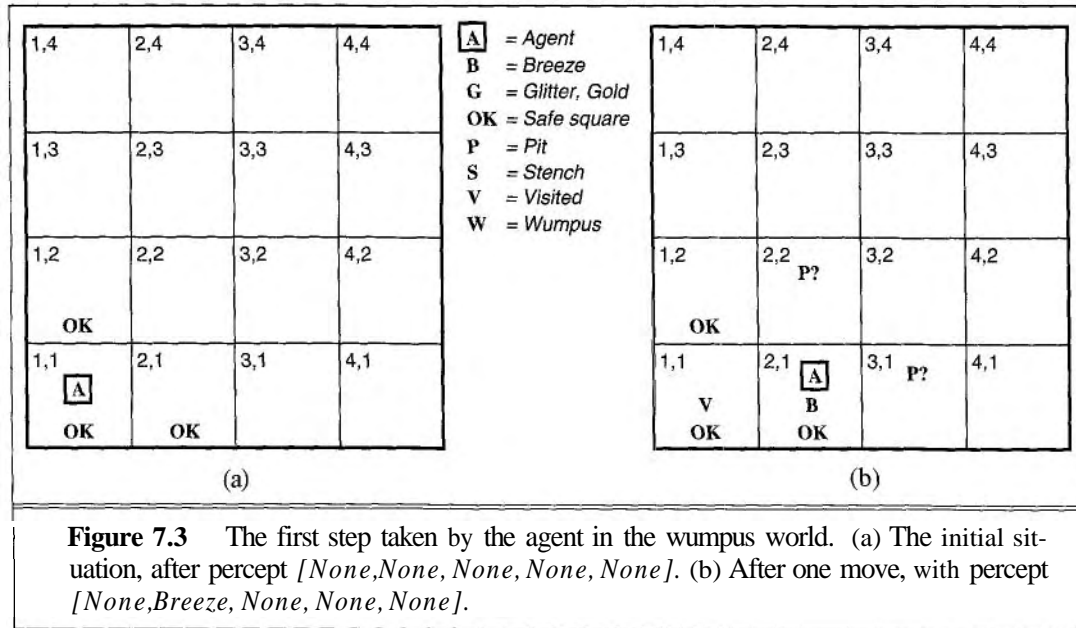 1,4 2,4 3,4 4,4
1,3 2,3 3,3 4,3
1,2 2,2 3,2 4,2
OK
1,1 2,1 3,1 4,1
A
OK OK
(a)
A = Agent
B = Breeze
G = Glitter, Gold
OK = Safe square
P = Pit
S = Stench
V = Visited
W = Wumpus
1,4 2,4 3,4 4,4
1,3 2,3 3,3 4,3
1,2 2,2 3,2 4,2
P?
OK
1,1 2,1 A 3,1 P? 4,1
V B
OK OK
(b)
Figure 7.3 The first step taken by the agent in the wumpus world. (a) The initial sit-
uation, after percept [None,None, None, None, None]. (b) After one move, with percept
[None,Breeze, None, None, None].